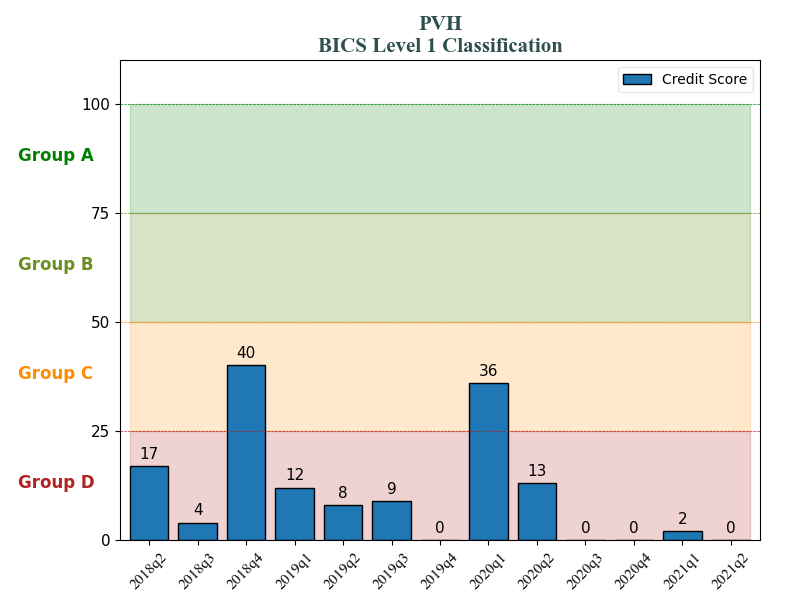 PVH
BICS Level 1 Classification
Credit Score
100
Group A
75
Group B
50
40
Group C
36
25
17
4
12
8
9
0
13
0
0
2
0
Group D
0
2018q2
2018q3
2018q4
2019q1
2019q2
2019q3
2019q4
2020q1
2020q2
2020q3
2020q4
2021q1
2021q2